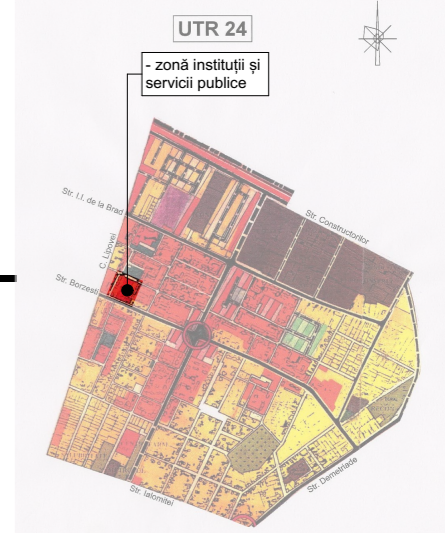 UTR 24
- zonă instituții și
servicii publice
Str. I.I. de la Brad
Str. Constructorilor
C. Lipovei
Str. Borzesti
Str. Demetriade
Str. Ialomitei